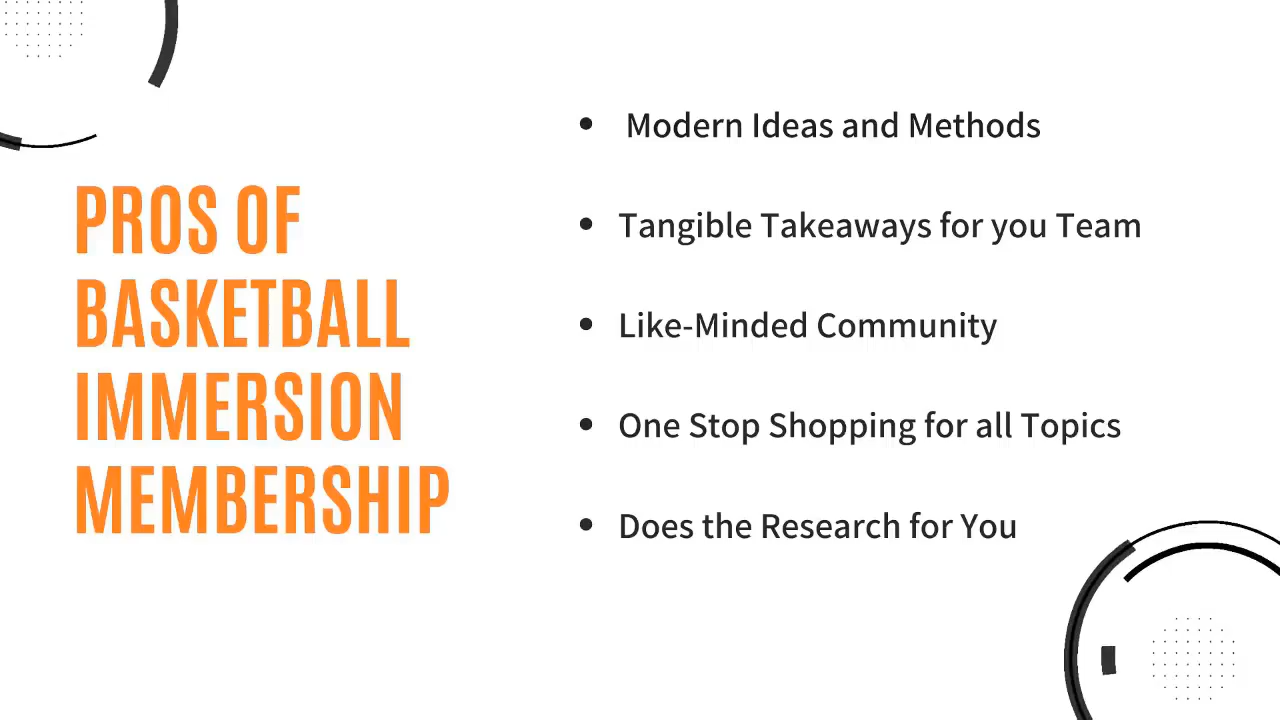 PROS OF
BASKETBALL
IMMERSION
MEMBERSHIP
• Modern Ideas and Methods
• Tangible Takeaways for you Team
• Like-Minded Community
• One Stop Shopping for all Topics
• Does the Research for You